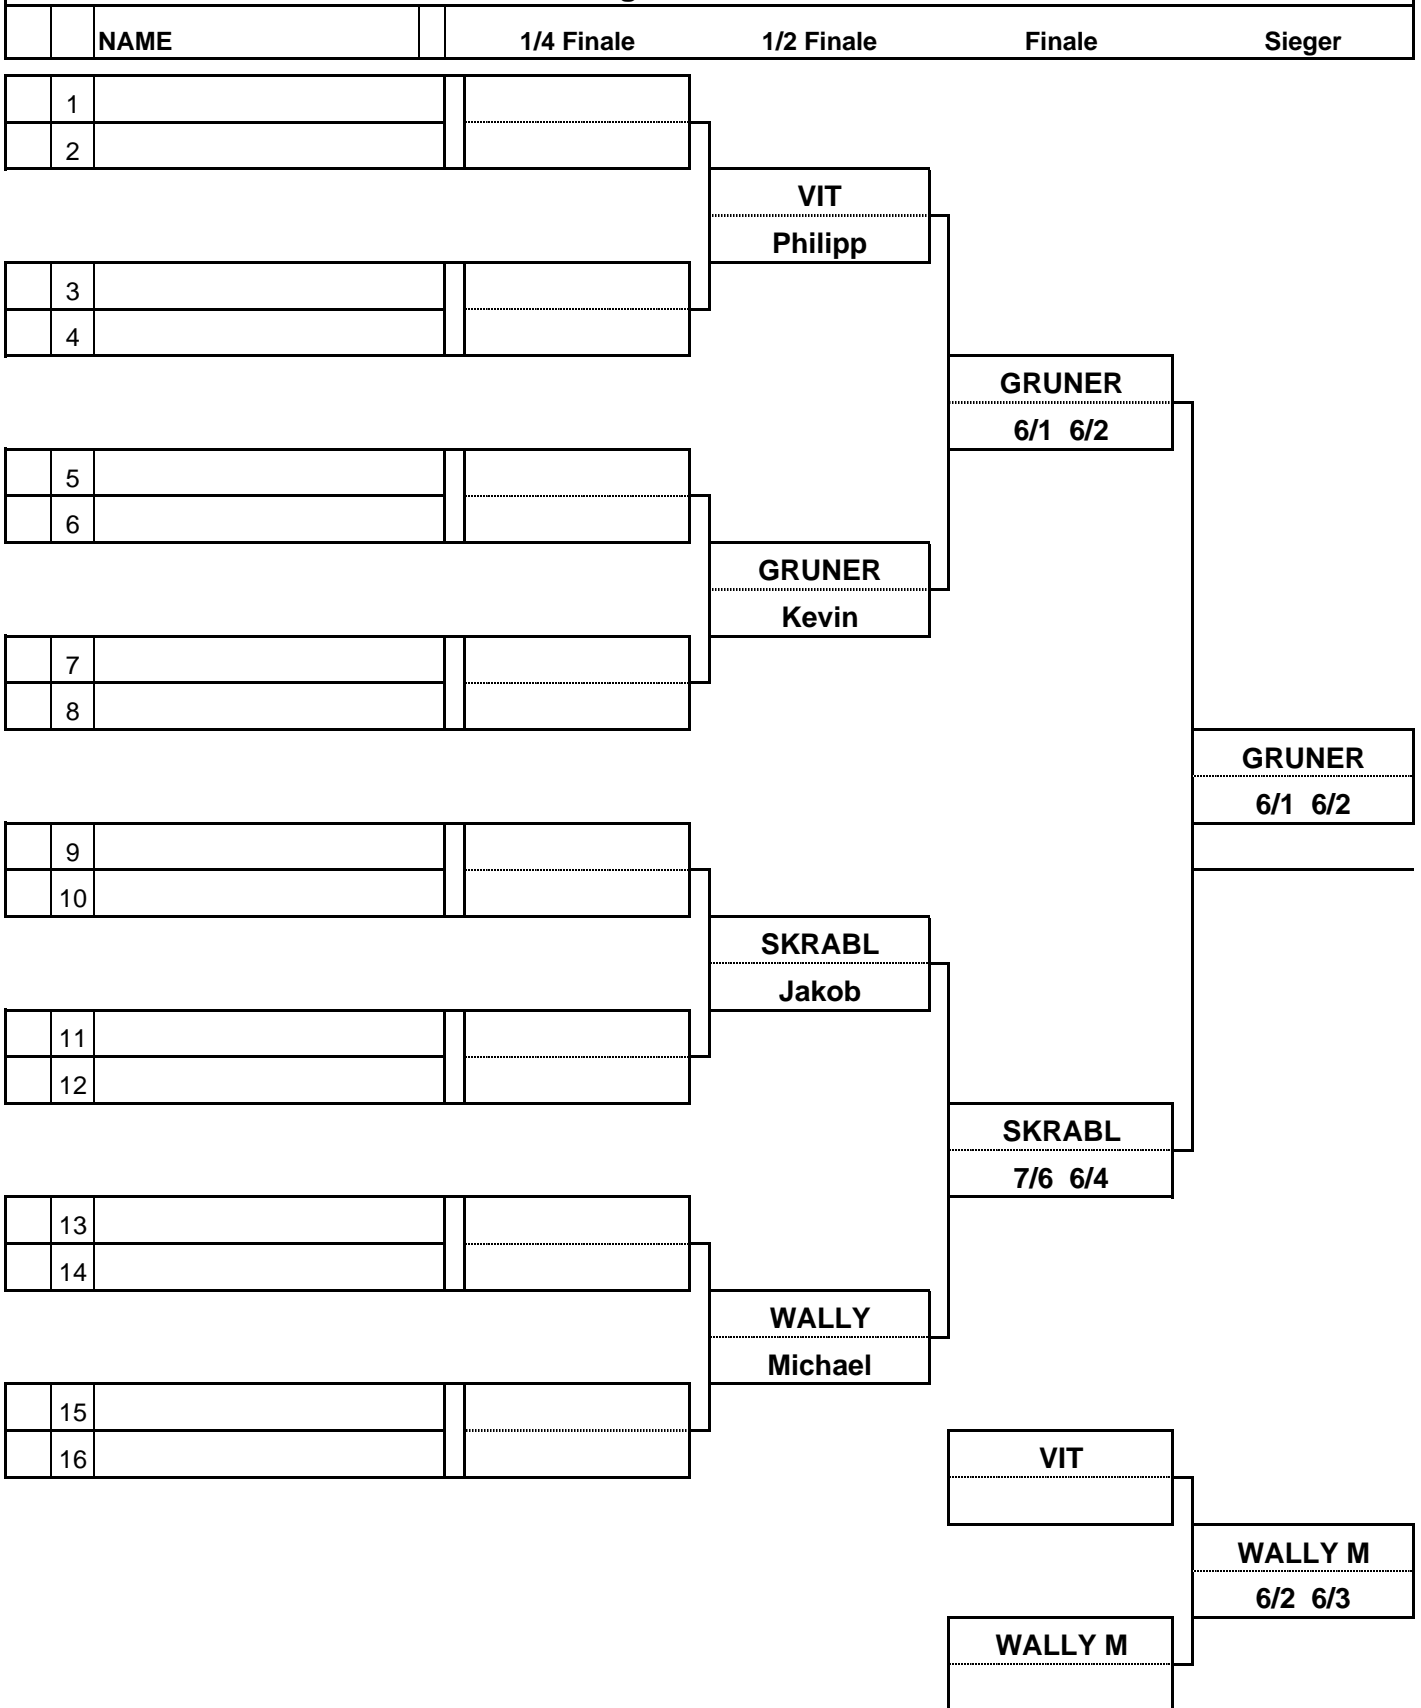 NAME 1/4 Finale 1/2 Finale Finale Sieger
1
2
VIT
Philipp
3
4
GRUNER
6/1 6/2
5
6
GRUNER
Kevin
7
8
GRUNER
6/1 6/2
9
10
SKRABL
Jakob
11
12
SKRABL
7/6 6/4
13
14
WALLY
Michael
15
16
VIT
WALLY M
6/2 6/3
WALLY M